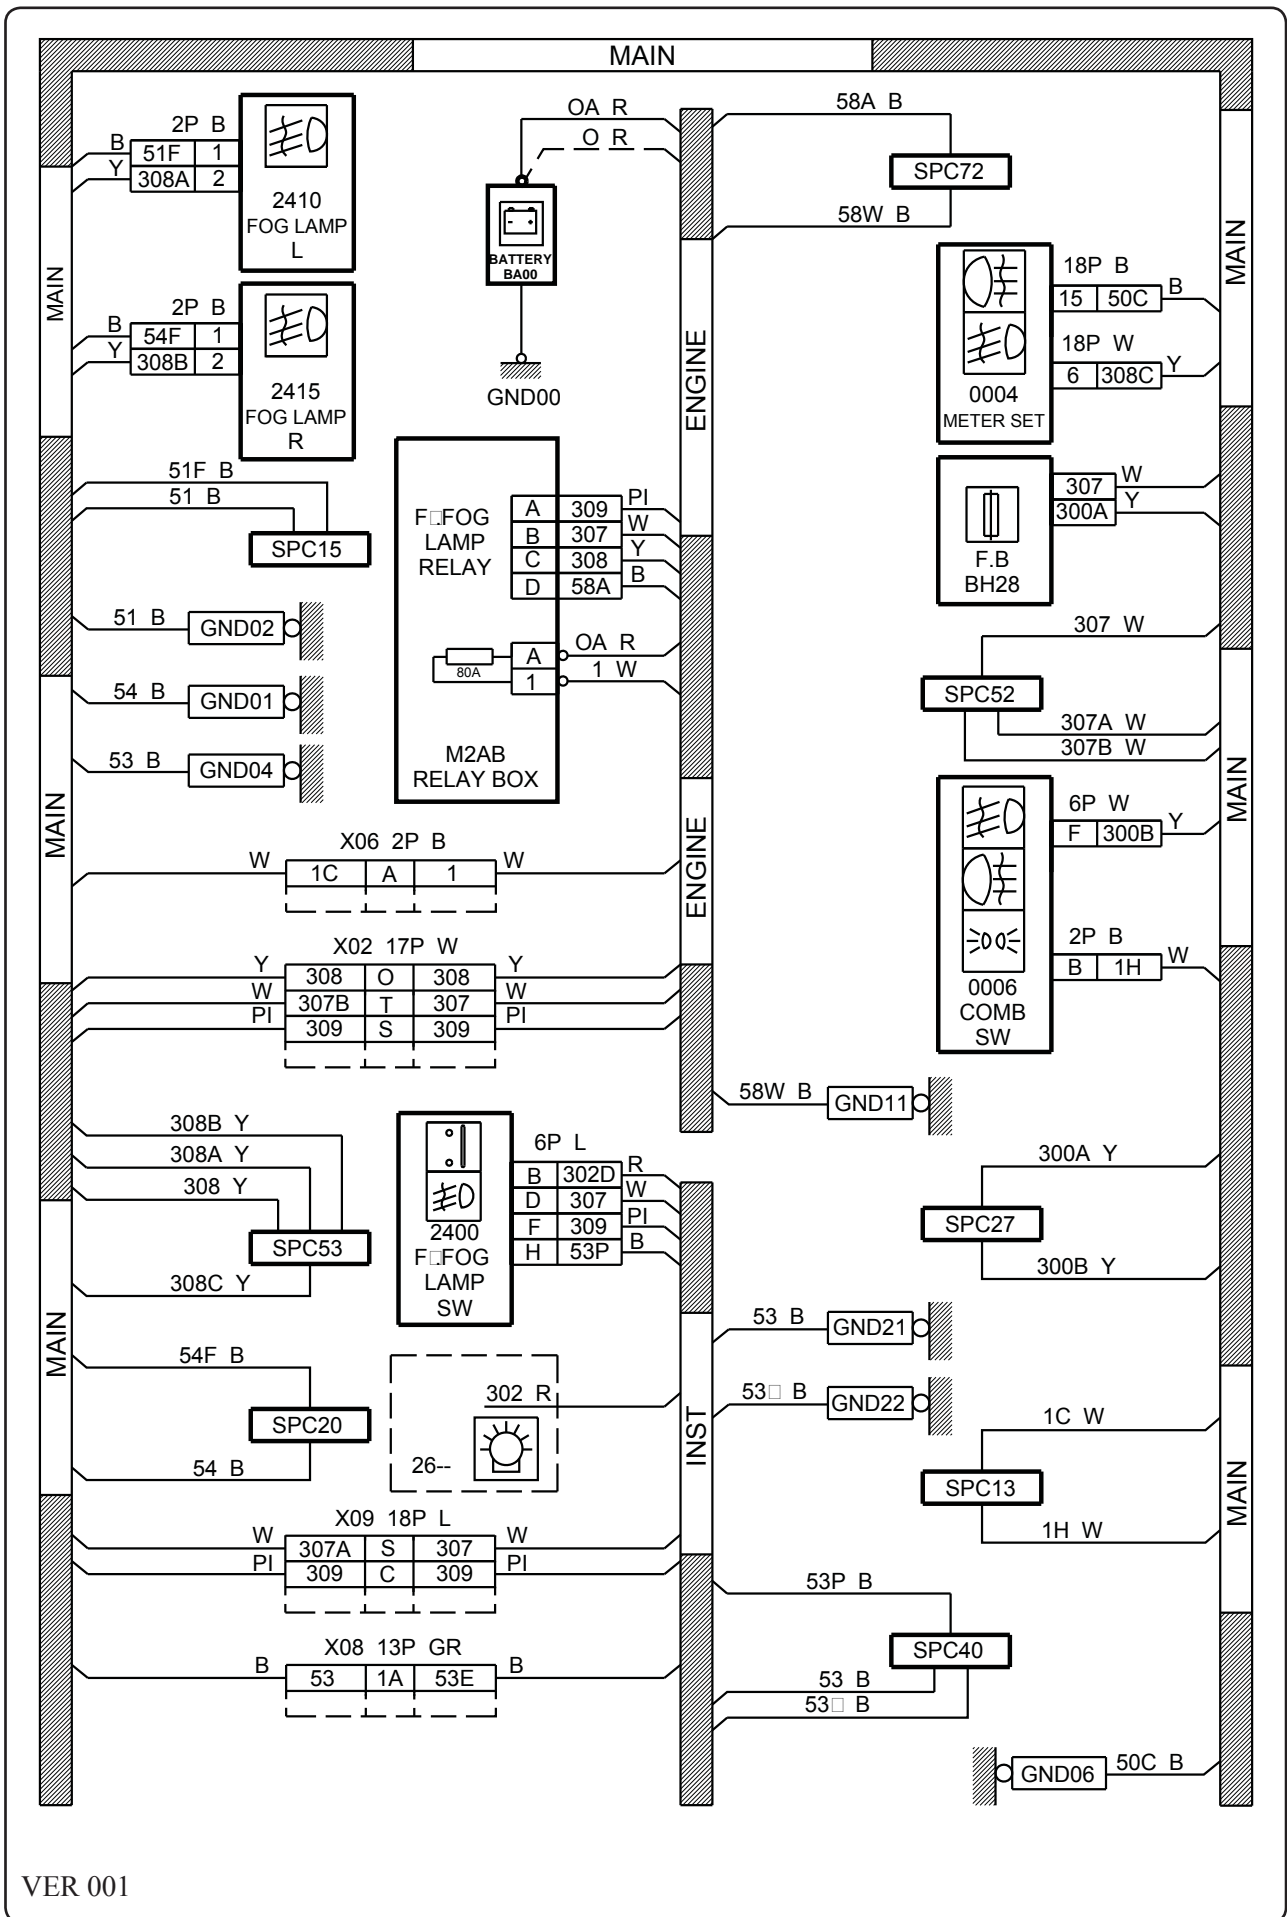 MAIN
2P B
B
51F 1
Y
308A 2
2410
FOG LAMP
L
2P B
B
54F 1
Y
308B 2
2415
FOG LAMP
R
MAIN
51F B
51 B
SPC15
51 B
GND02
54 B
GND01
53 B
GND04
MAIN
OA R
O R
BATTERY
BA00
GND00
ENGINE
F□.FOG
LAMP
RELAY
A 309 PI
B 307 W
C 308 Y
D 58A B
80A
A OA R
1 1 W
M2AB
RELAY BOX
X06 2P B
W 1C A 1 W
ENGINE
X02 17P W
Y 308 O 308 Y
W 307B T 307 W
PI 309 S 309 PI
308B Y
308A Y
308 Y
SPC53
308C Y
MAIN
54F B
SPC20
54 B
2400
F□FOG
LAMP
SW
6P L
B 302D R
D 307 W
F 309 PI
H 53P B
302 R
26--
INST
X09 18P L
W 307A S 307 W
PI 309 C 309 PI
X08 13P GR
B 53 1A 53E B
58A B
SPC72
58W B
MAIN
0004
METER SET
18P B
15 50C B
18P W
6 308C Y
F.B
BH28
307 W
300A Y
307 W
SPC52
307A W
307B W
MAIN
0006
COMB
SW
6P W
F 300B Y
2P B
B 1H W
58W B
GND11
300A Y
SPC27
300B Y
53 B
GND21
53□ B
GND22
1C W
SPC13
1H W
MAIN
53P B
SPC40
53 B
53□ B
GND06
50C B
VER 001